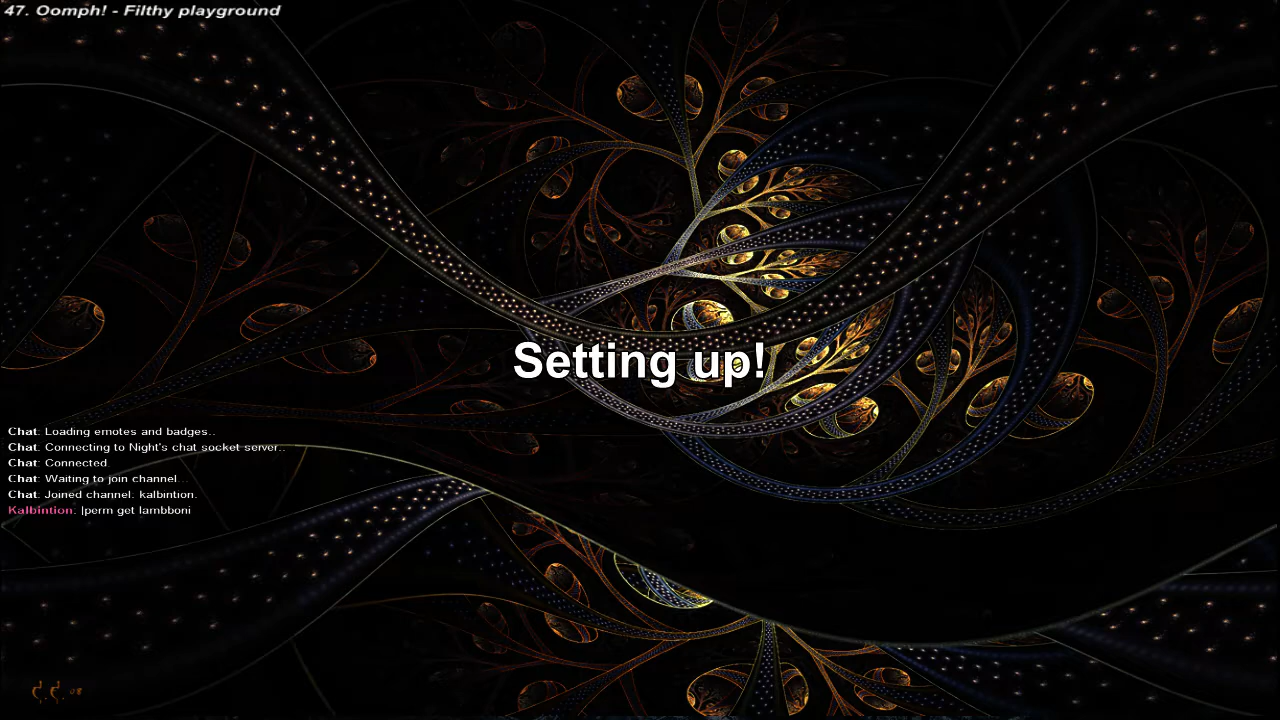 47. Oomph! - Filthy playground
Setting up!
Chat: Loading emotes and badges..
Chat: Connecting to Night's chat socket server..
Chat: Connected.
Chat: Waiting to join channel...
Chat: Joined channel: kalbintion.
Kalbintion: |perm get lambboni